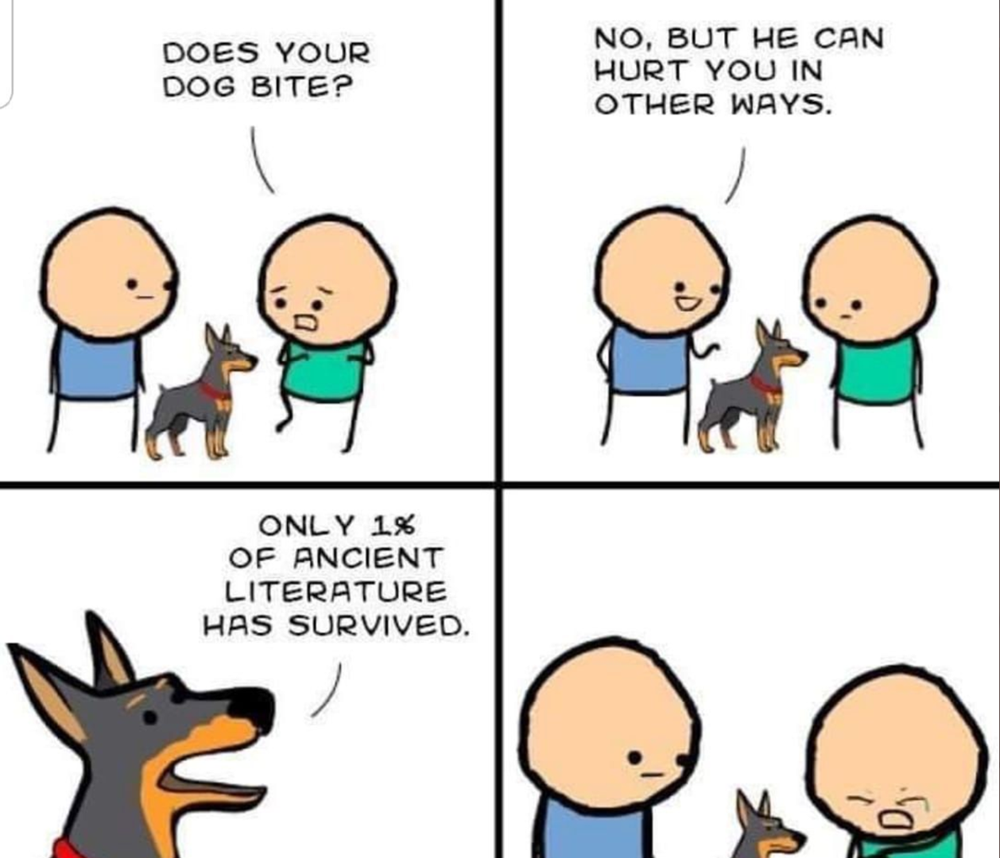 DOES YOUR
DOG BITE?
NO, BUT HE CAN
HURT YOU IN
OTHER WAYS.
ONLY 1%
OF ANCIENT
LITERATURE
HAS SURVIVED.